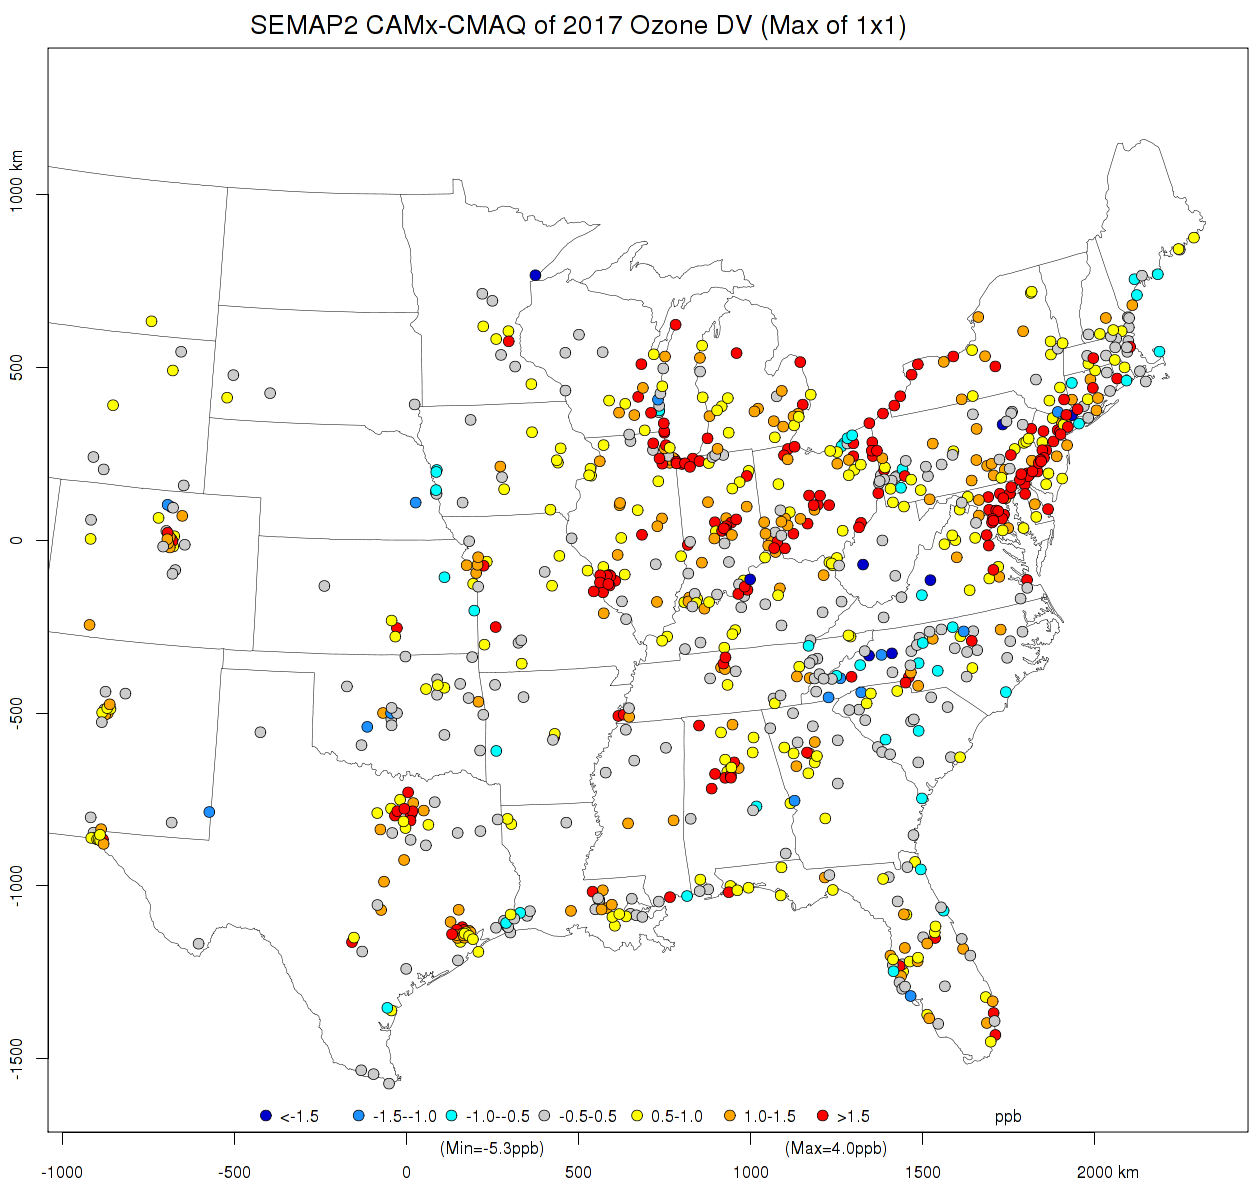 SEMAP2 CAMx-CMAQ of 2017 Ozone DV (Max of 1x1)
1000 km
500
0
-500
-1000
-1500
<-1.5 -1.5--1.0 -1.0--0.5 -0.5-0.5 0.5-1.0 1.0-1.5 >1.5 ppb
(Min=-5.3ppb) (Max=4.0ppb)
-1000 -500 0 500 1000 1500 2000 km